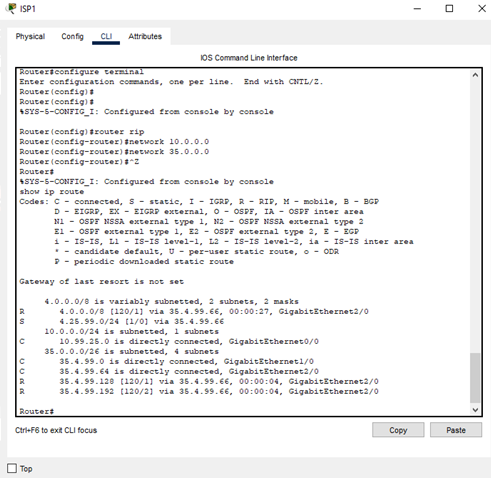 ISP1
Physical Config CLI Attributes
IOS Command Line Interface
Router#configure terminal
Enter configuration commands, one per line.  End with CNTL/Z.
Router(config)#
Router(config)#
%SYS-5-CONFIG_I: Configured from console by console

Router(config)#router rip
Router(config-router)#network 10.0.0.0
Router(config-router)#network 35.0.0.0
Router(config-router)#^Z
Router#
%SYS-5-CONFIG_I: Configured from console by console
show ip route
Codes: C - connected, S - static, I - IGRP, R - RIP, M - mobile, B - BGP
       D - EIGRP, EX - EIGRP external, O - OSPF, IA - OSPF inter area
       N1 - OSPF NSSA external type 1, N2 - OSPF NSSA external type 2
       E1 - OSPF external type 1, E2 - OSPF external type 2, E - EGP
       i - IS-IS, L1 - IS-IS level-1, L2 - IS-IS level-2, ia - IS-IS inter area
       * - candidate default, U - per-user static route, o - ODR
       P - periodic downloaded static route

Gateway of last resort is not set

     4.0.0.0/8 is variably subnetted, 2 subnets, 2 masks
R       4.0.0.0/8 [120/1] via 35.4.99.66, 00:00:27, GigabitEthernet2/0
S       4.25.99.0/24 [1/0] via 35.4.99.66
     10.0.0.0/24 is subnetted, 1 subnets
C       10.99.25.0 is directly connected, GigabitEthernet0/0
     35.0.0.0/26 is subnetted, 4 subnets
C       35.4.99.0 is directly connected, GigabitEthernet1/0
C       35.4.99.64 is directly connected, GigabitEthernet2/0
R       35.4.99.128 [120/1] via 35.4.99.66, 00:00:04, GigabitEthernet2/0
R       35.4.99.192 [120/2] via 35.4.99.66, 00:00:04, GigabitEthernet2/0

Router#
Ctrl+F6 to exit CLI focus Copy Paste
Top